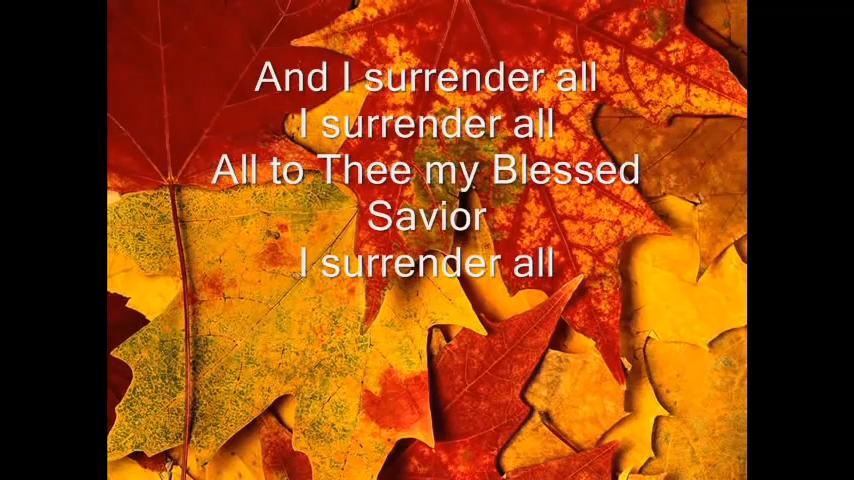 And I surrender all
I surrender all
All to Thee my Blessed
Savior
I surrender all